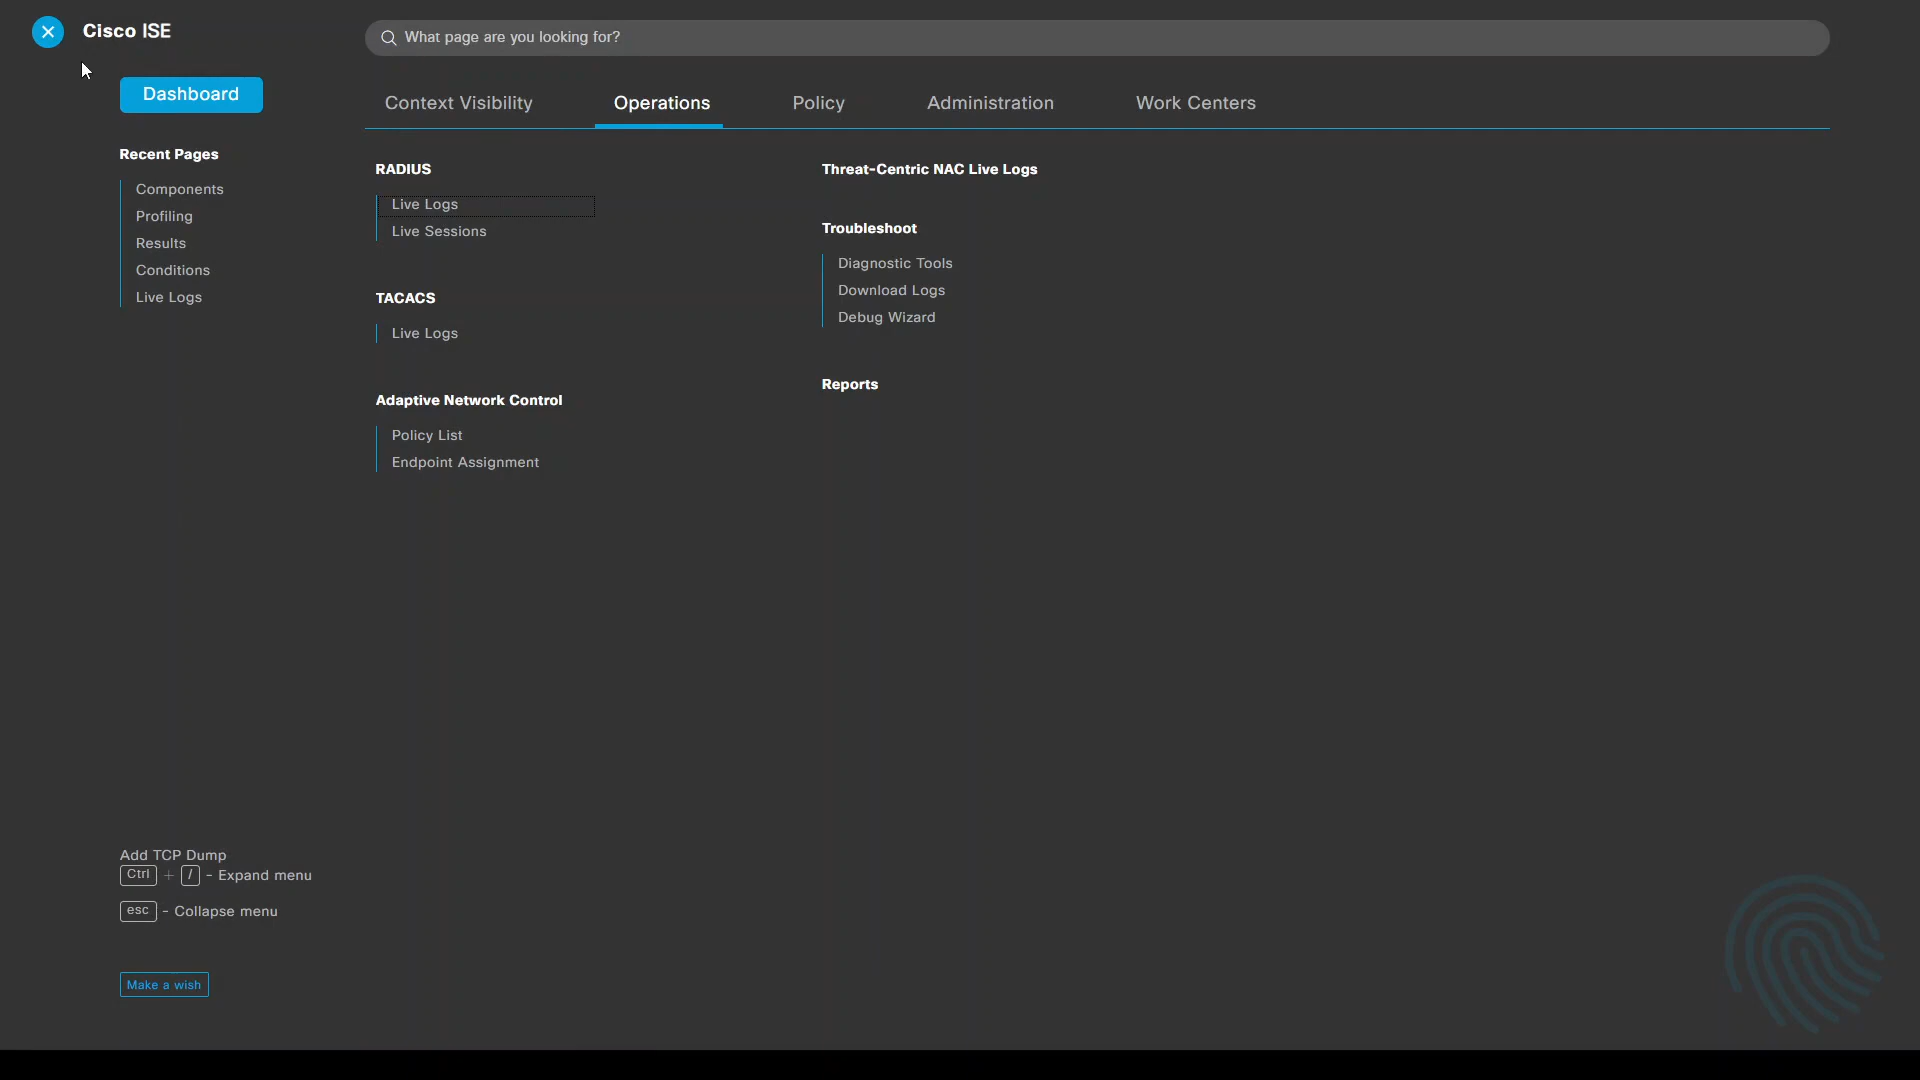 Cisco ISE
What page are you looking for?
Dashboard
Context Visibility
Operations
Policy
Administration
Work Centers
Recent Pages
Components
Profiling
Results
Conditions
Live Logs
RADIUS
Live Logs
Live Sessions
TACACS
Live Logs
Adaptive Network Control
Policy List
Endpoint Assignment
Threat-Centric NAC Live Logs
Troubleshoot
Diagnostic Tools
Download Logs
Debug Wizard
Reports
Add TCP Dump
Ctrl + / - Expand menu
esc - Collapse menu
Make a wish